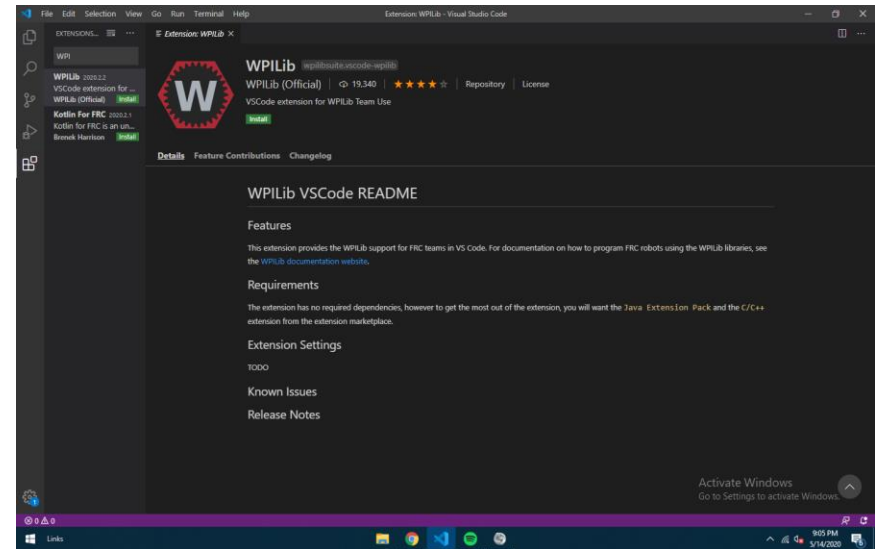 File Edit Selection View Go Run Terminal Help
Extension: WPILib - Visual Studio Code
EXTENSIONS... ...
Extension: WPILib ×
WPI
WPILib 2020.2.2
VSCode extension for ...
WPILib (Official) Install
Kotlin For FRC 2020.2.1
Kotlin for FRC is an un...
Brenek Harrison Install
W
WPILib wpilibsuite.vscode-wpilib
WPILib (Official) 19,340 Repository License
VSCode extension for WPILib Team Use
Install
Details Feature Contributions Changelog
WPILib VSCode README
Features
This extension provides the WPILib support for FRC teams in VS Code. For documentation on how to program FRC robots using the WPILib libraries, see
the WPILib documentation website.
Requirements
The extension has no required dependencies, however to get the most out of the extension, you will want the Java Extension Pack and the C/C++
extension from the extension marketplace.
Extension Settings
TODO
Known Issues
Release Notes
Activate Windows
Go to Settings to activate Windows.
0 0
Links
9:05 PM
5/14/2020